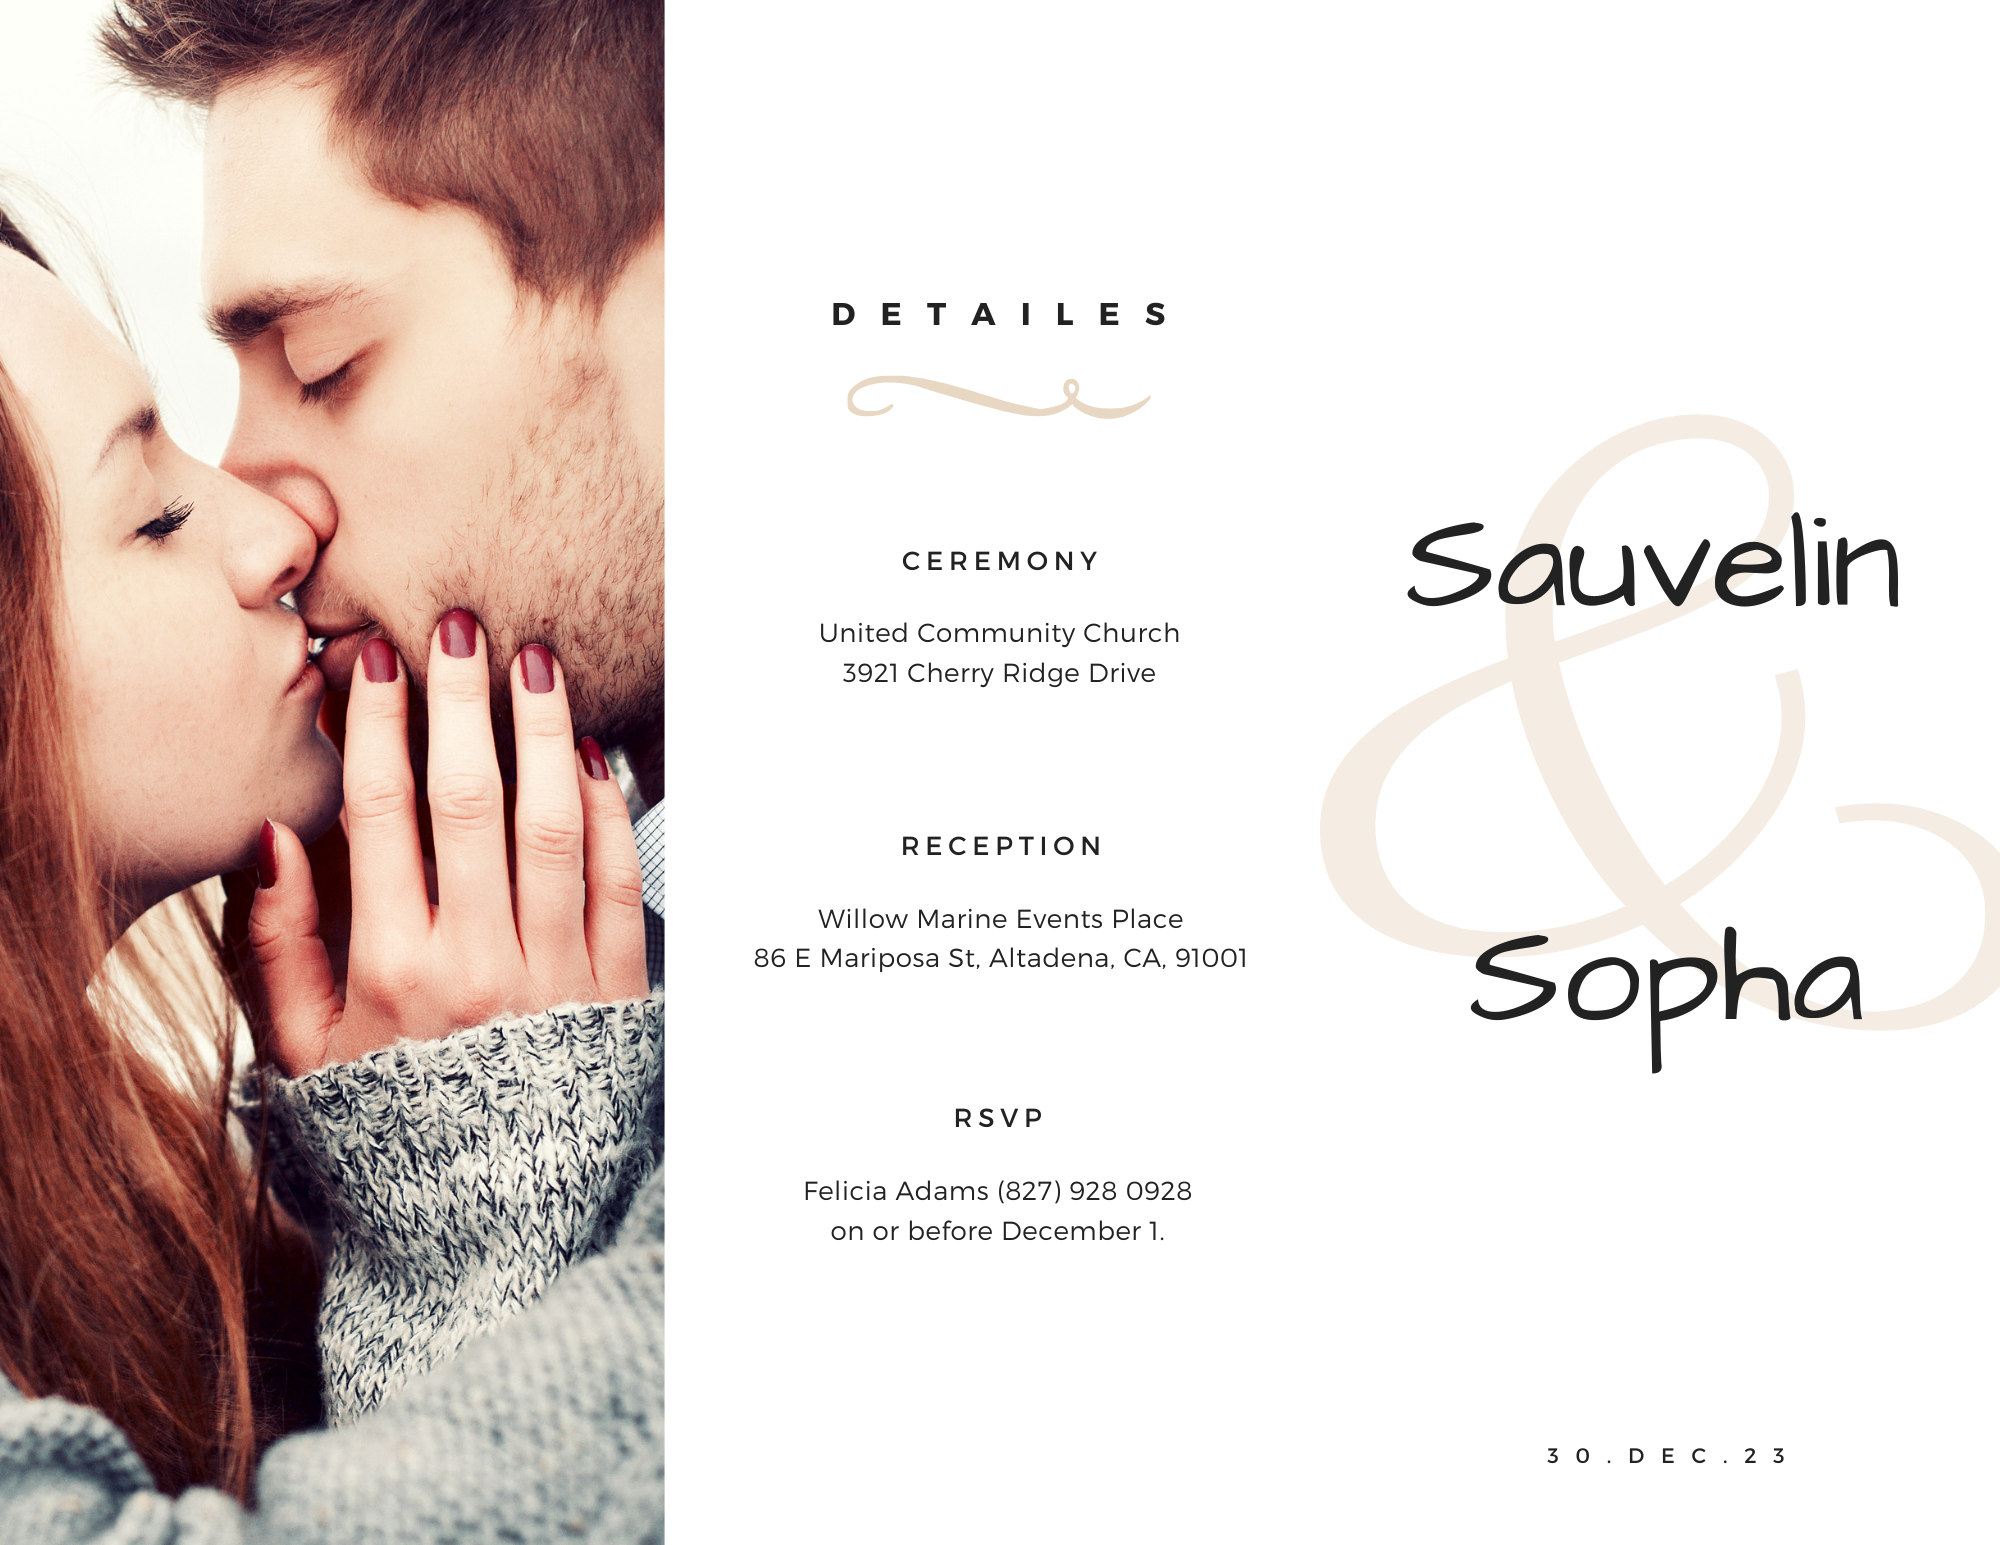 DETAILES
CEREMONY
United Community Church
3921 Cherry Ridge Drive
RECEPTION
Willow Marine Events Place
86 E Mariposa St, Altadena, CA, 91001
RSVP
Felicia Adams (827) 928 0928
on or before December 1.
Sauvelin
&
Sopha
30.DEC.23